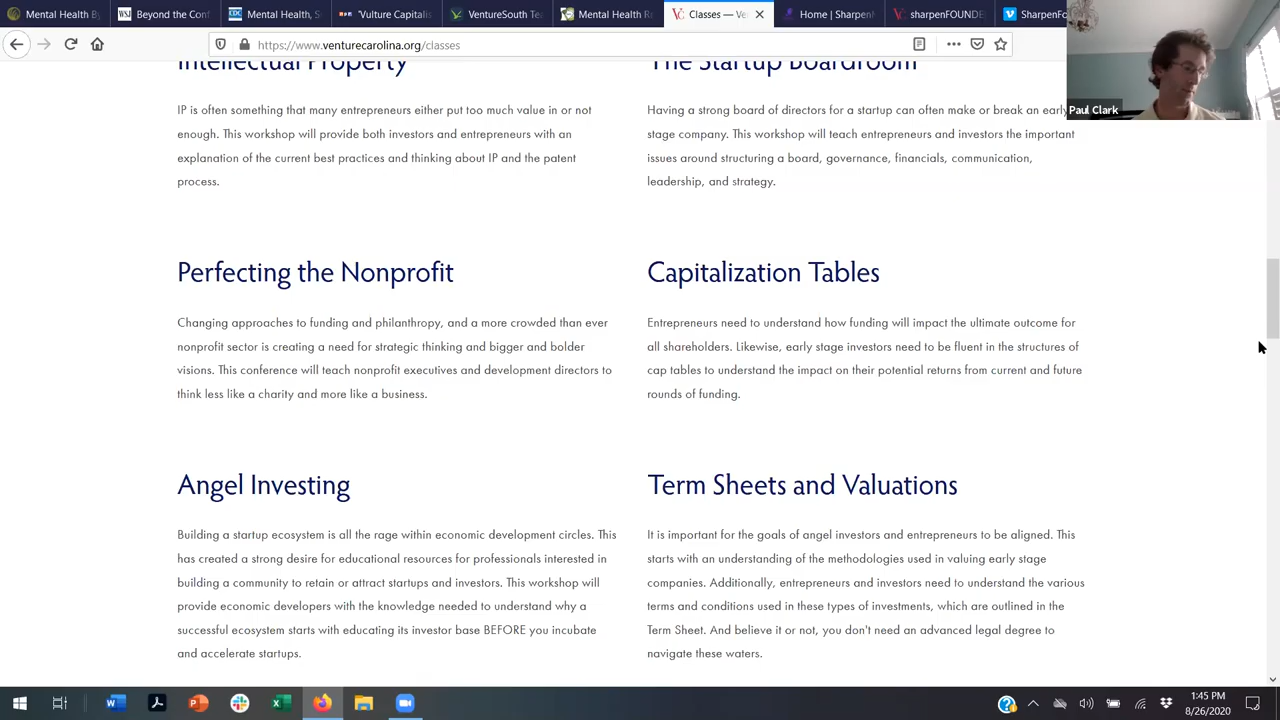 Mental Health By
Beyond the Conf
Mental Health, S
"Vulture Capitalis
VentureSouth Te
Mental Health Re
Classes — Ve
Home | Sharpen
sharpenFOUNDE
SharpenFo
https://www.venturecarolina.org/classes
Paul Clark
Intellectual Property
IP is often something that many entrepreneurs either put too much value in or not
enough. This workshop will provide both investors and entrepreneurs with an
explanation of the current best practices and thinking about IP and the patent
process.
The Startup Boardroom
Having a strong board of directors for a startup can often make or break an early
stage company. This workshop will teach entrepreneurs and investors the important
issues around structuring a board, governance, financials, communication,
leadership, and strategy.
Perfecting the Nonprofit
Changing approaches to funding and philanthropy, and a more crowded than ever
nonprofit sector is creating a need for strategic thinking and bigger and bolder
visions. This conference will teach nonprofit executives and development directors to
think less like a charity and more like a business.
Capitalization Tables
Entrepreneurs need to understand how funding will impact the ultimate outcome for
all shareholders. Likewise, early stage investors need to be fluent in the structures of
cap tables to understand the impact on their potential returns from current and future
rounds of funding.
Angel Investing
Building a startup ecosystem is all the rage within economic development circles. This
has created a strong desire for educational resources for professionals interested in
building a community to retain or attract startups and investors. This workshop will
provide economic developers with the knowledge needed to understand why a
successful ecosystem starts with educating its investor base BEFORE you incubate
and accelerate startups.
Term Sheets and Valuations
It is important for the goals of angel investors and entrepreneurs to be aligned. This
starts with an understanding of the methodologies used in valuing early stage
companies. Additionally, entrepreneurs and investors need to understand the various
terms and conditions used in these types of investments, which are outlined in the
Term Sheet. And believe it or not, you don't need an advanced legal degree to
navigate these waters.
1:45 PM
8/26/2020